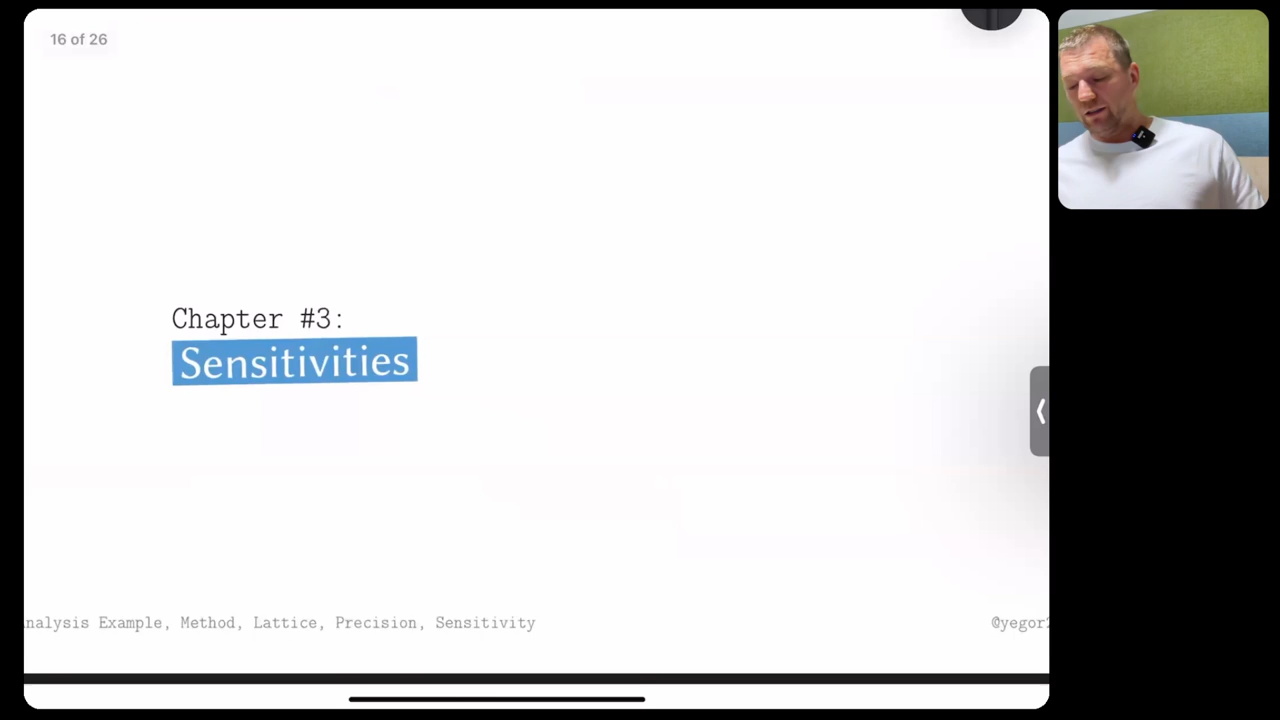 16 of 26
Chapter #3:
Sensitivities
nalysis Example, Method, Lattice, Precision, Sensitivity
@yegor